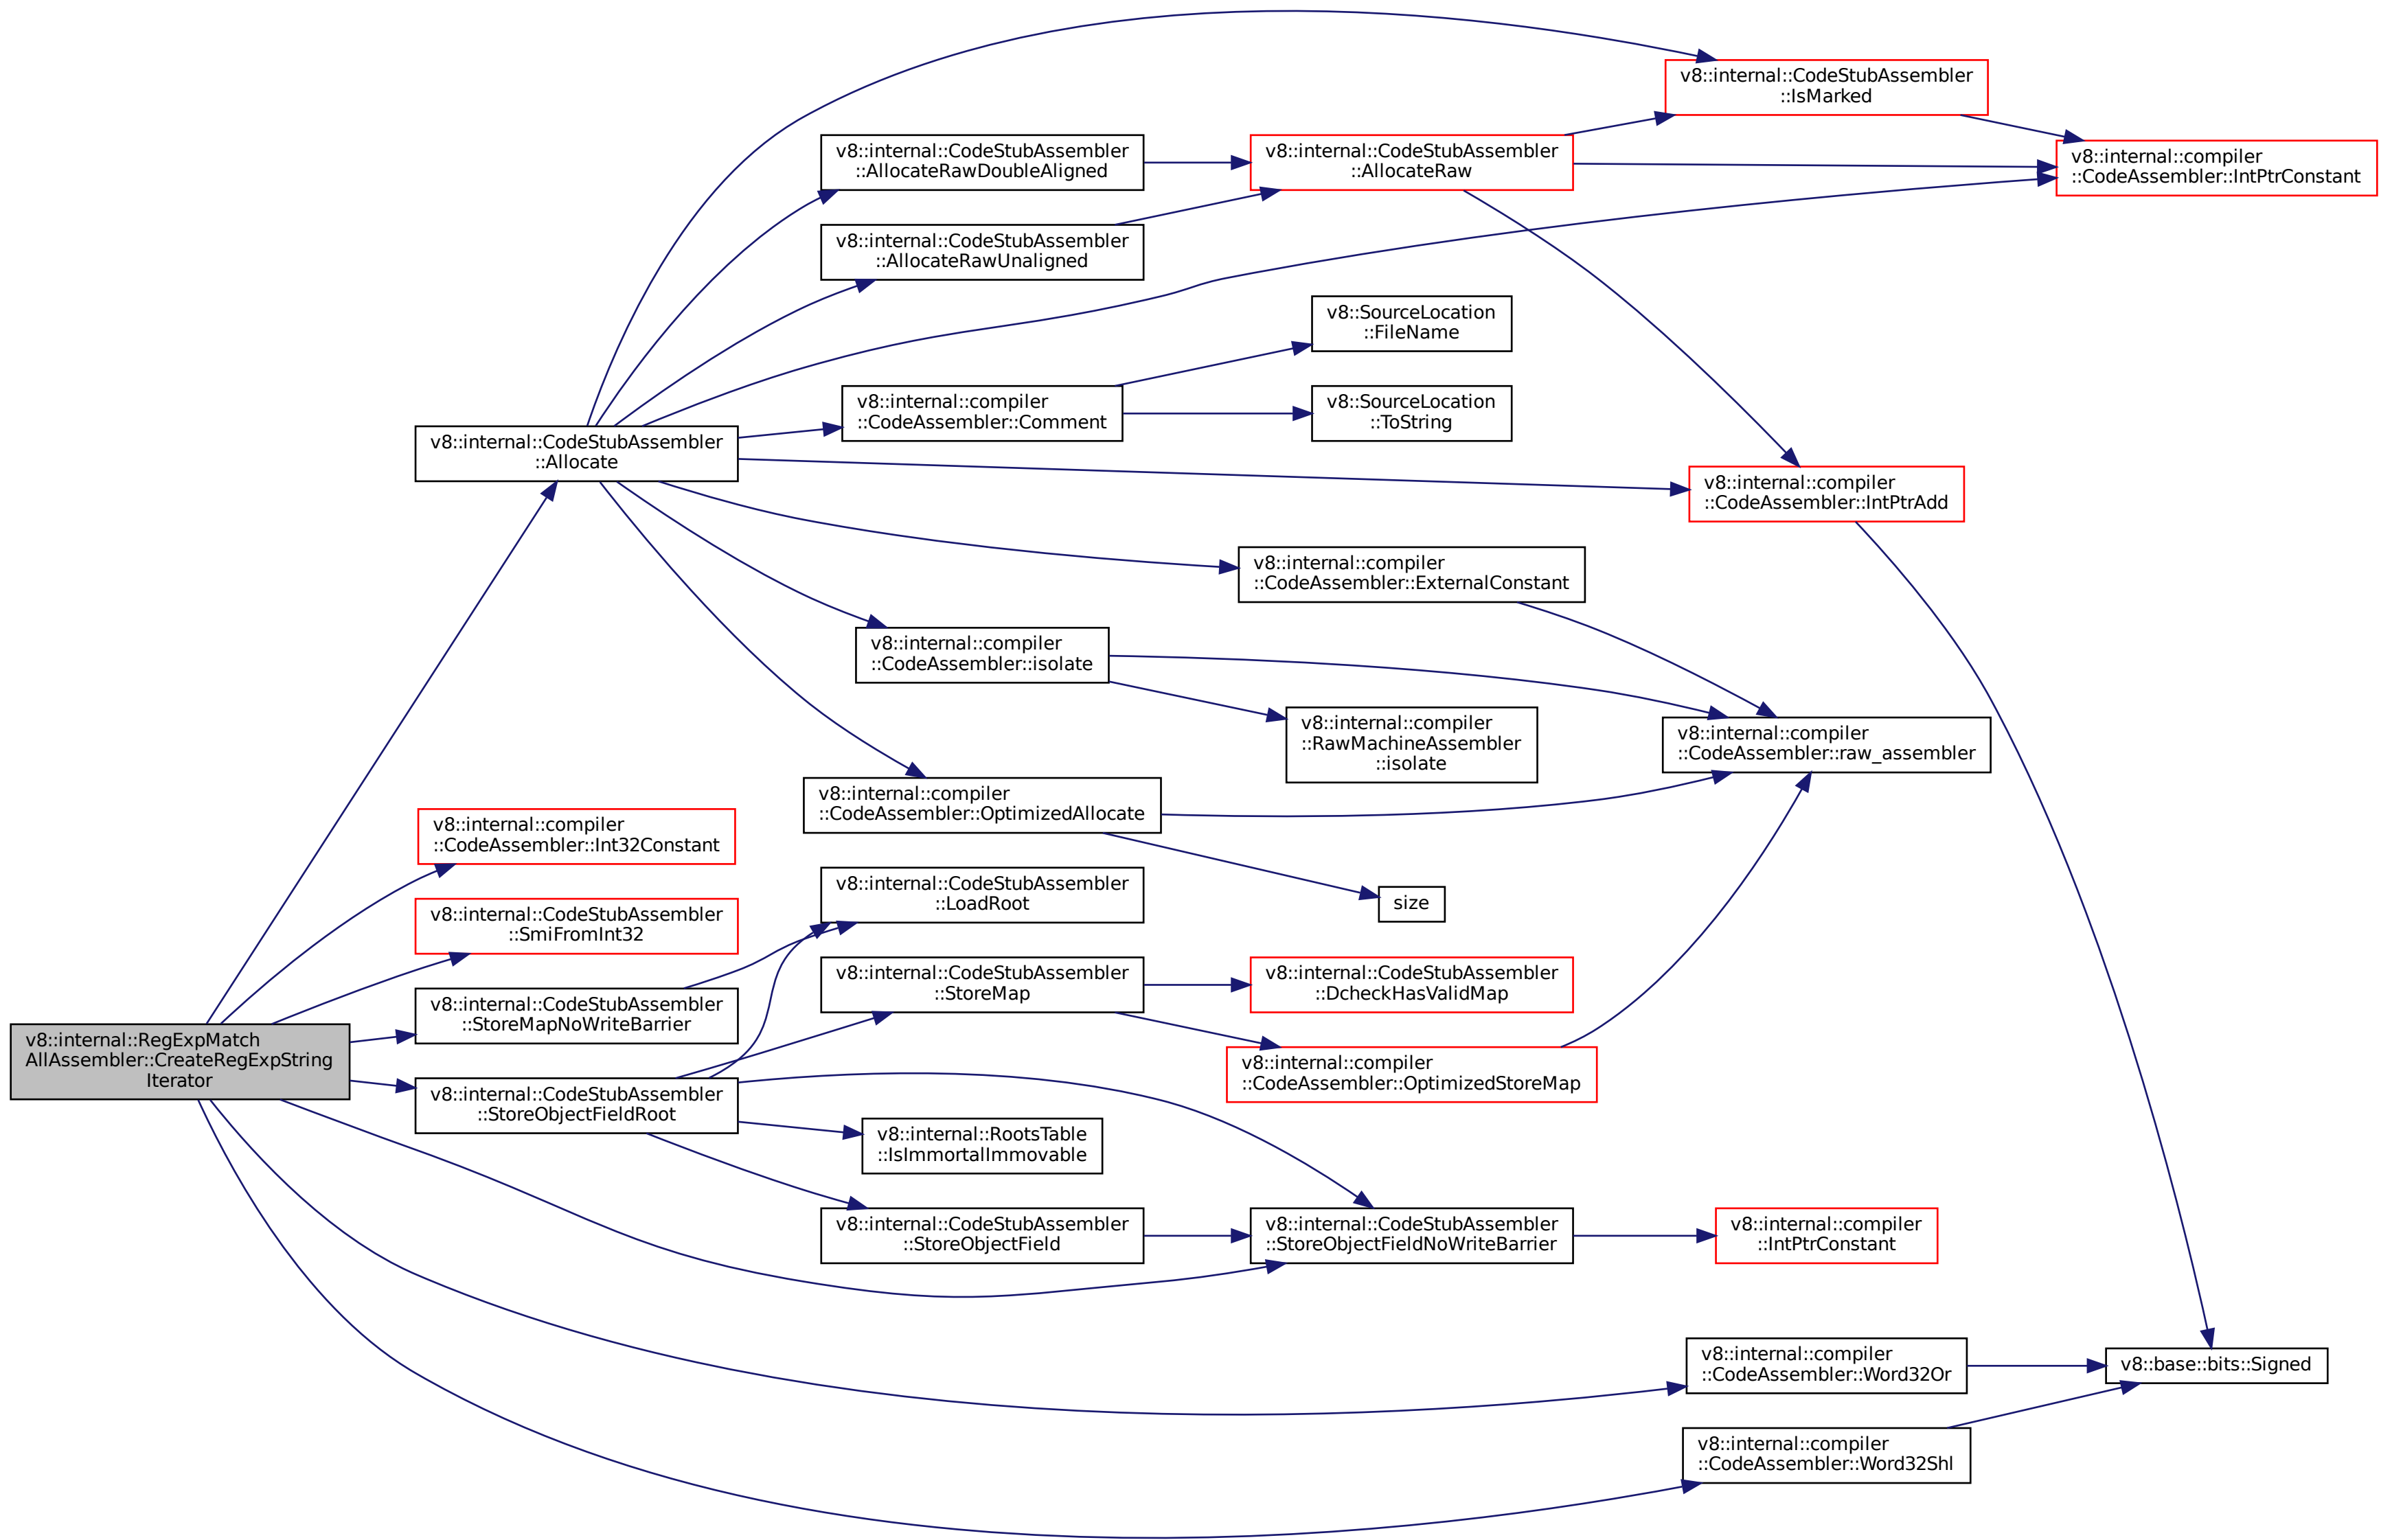 v8::internal::RegExpMatch
AllAssembler::CreateRegExpString
Iterator
v8::internal::CodeStubAssembler
::Allocate
v8::internal::compiler
::CodeAssembler::Int32Constant
v8::internal::CodeStubAssembler
::SmiFromInt32
v8::internal::CodeStubAssembler
::StoreMapNoWriteBarrier
v8::internal::CodeStubAssembler
::StoreObjectFieldRoot
v8::internal::CodeStubAssembler
::AllocateRawDoubleAligned
v8::internal::CodeStubAssembler
::AllocateRawUnaligned
v8::internal::compiler
::CodeAssembler::Comment
v8::internal::compiler
::CodeAssembler::isolate
v8::internal::compiler
::CodeAssembler::OptimizedAllocate
v8::internal::CodeStubAssembler
::LoadRoot
v8::internal::CodeStubAssembler
::StoreMap
v8::internal::RootsTable
::IsImmortalImmovable
v8::internal::CodeStubAssembler
::StoreObjectField
v8::internal::CodeStubAssembler
::AllocateRaw
v8::SourceLocation
::FileName
v8::SourceLocation
::ToString
v8::internal::compiler
::CodeAssembler::ExternalConstant
v8::internal::compiler
::RawMachineAssembler
::isolate
size
v8::internal::CodeStubAssembler
::DcheckHasValidMap
v8::internal::compiler
::CodeAssembler::OptimizedStoreMap
v8::internal::CodeStubAssembler
::StoreObjectFieldNoWriteBarrier
v8::internal::CodeStubAssembler
::IsMarked
v8::internal::compiler
::CodeAssembler::IntPtrAdd
v8::internal::compiler
::CodeAssembler::raw_assembler
v8::internal::compiler
::IntPtrConstant
v8::internal::compiler
::CodeAssembler::Word32Or
v8::internal::compiler
::CodeAssembler::Word32Shl
v8::internal::compiler
::CodeAssembler::IntPtrConstant
v8::base::bits::Signed